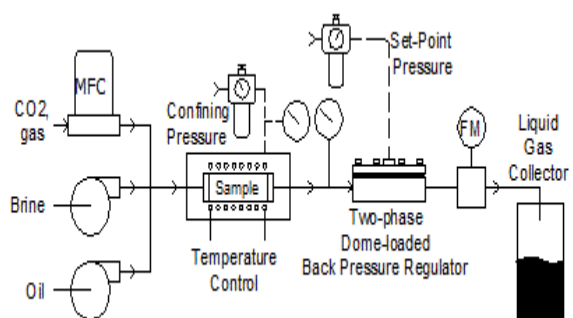 MFC
CO2,
gas
Brine
Oil
Confining
Pressure
Sample
Temperature
Control
Set-Point
Pressure
Two-phase
Dome-loaded
Back Pressure Regulator
FM
Liquid
Gas
Collector